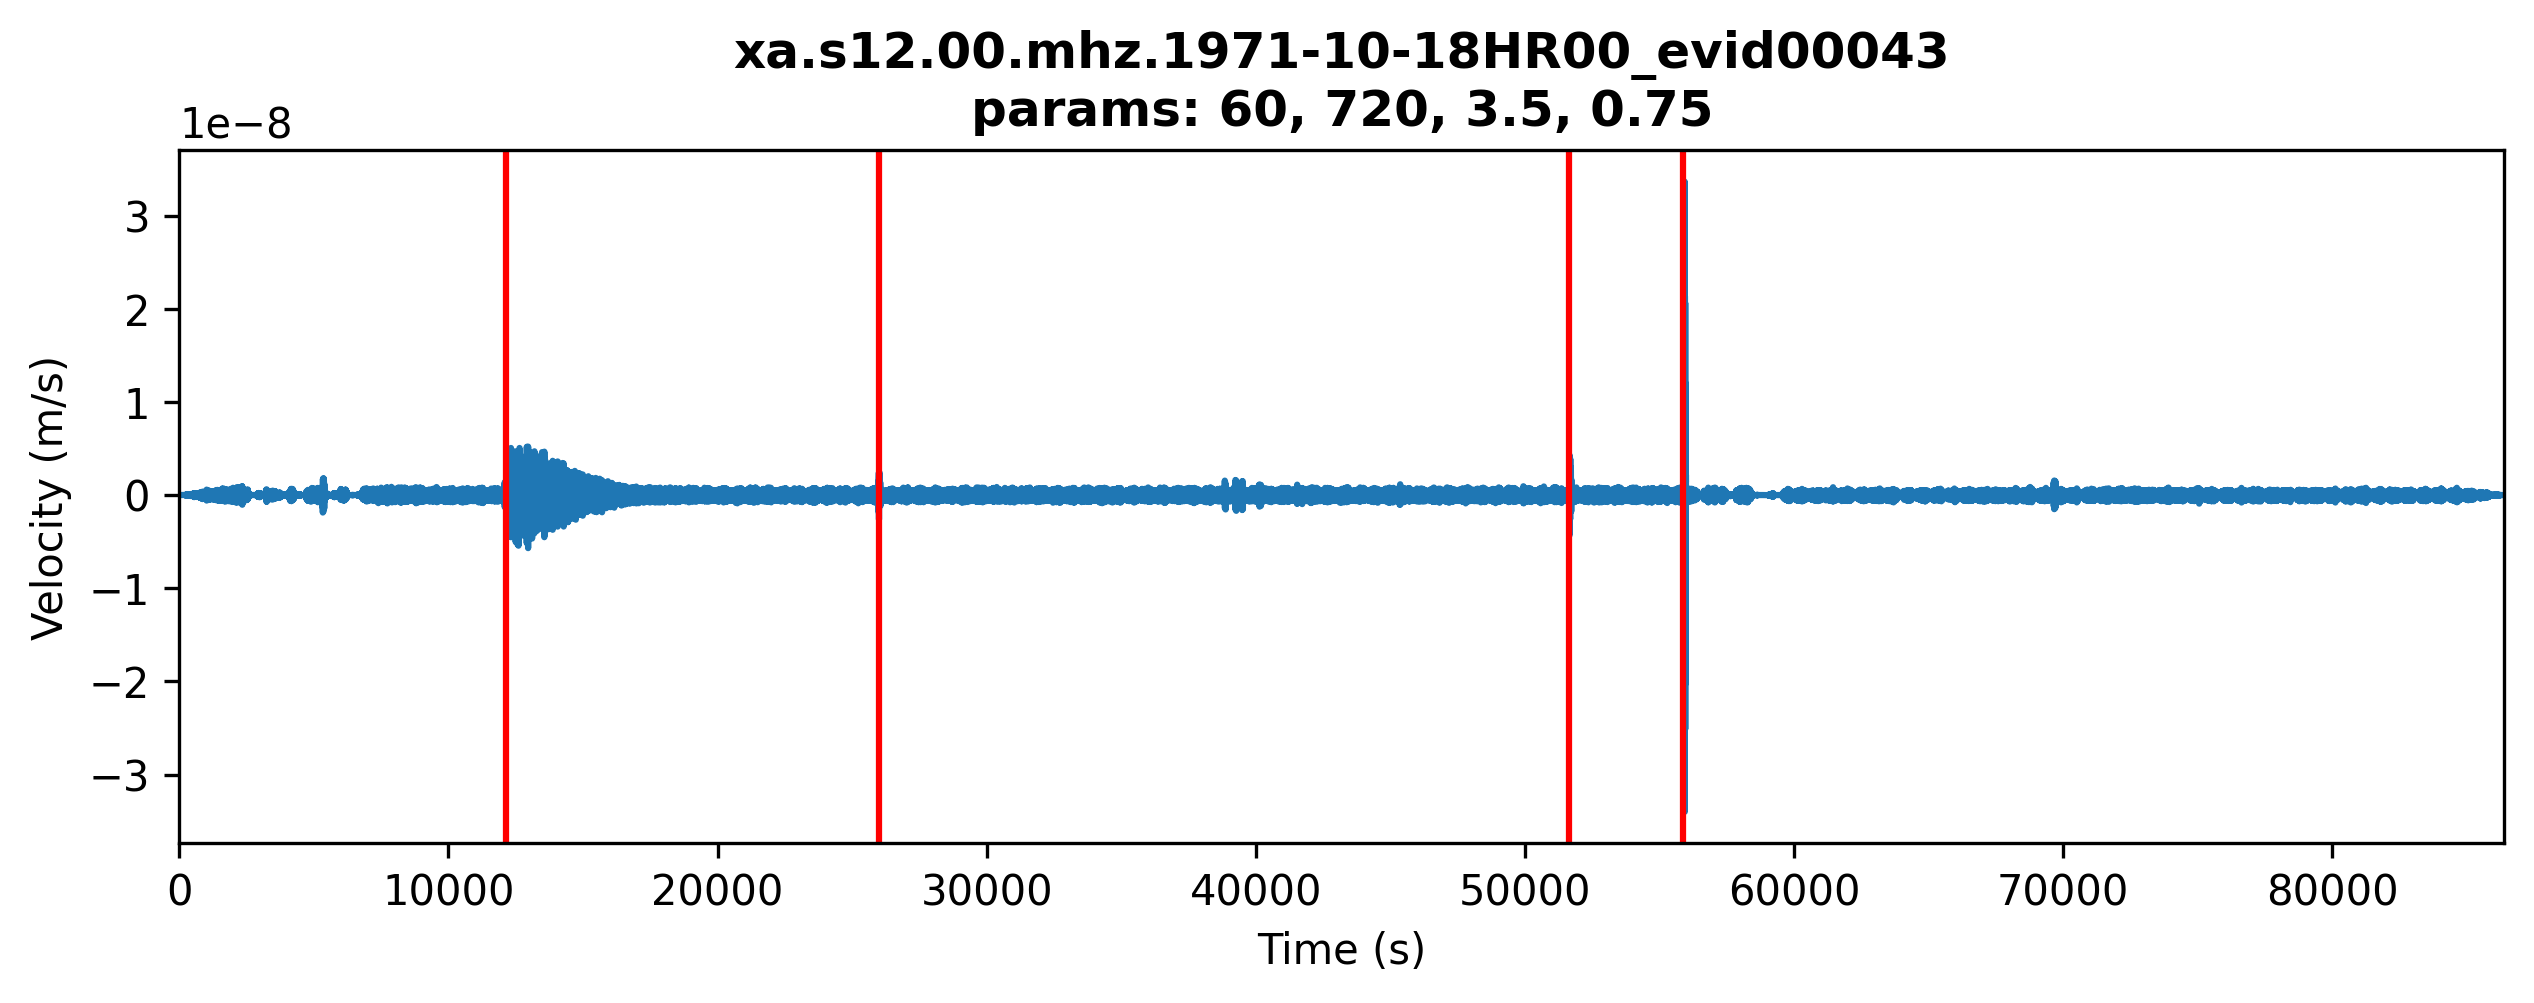 xa.s12.00.mhz.1971-10-18HR00_evid00043
params: 60, 720, 3.5, 0.75
1e−8
3
2
1
0
−1
−2
−3
Velocity (m/s)
0 10000 20000 30000 40000 50000 60000 70000 80000
Time (s)